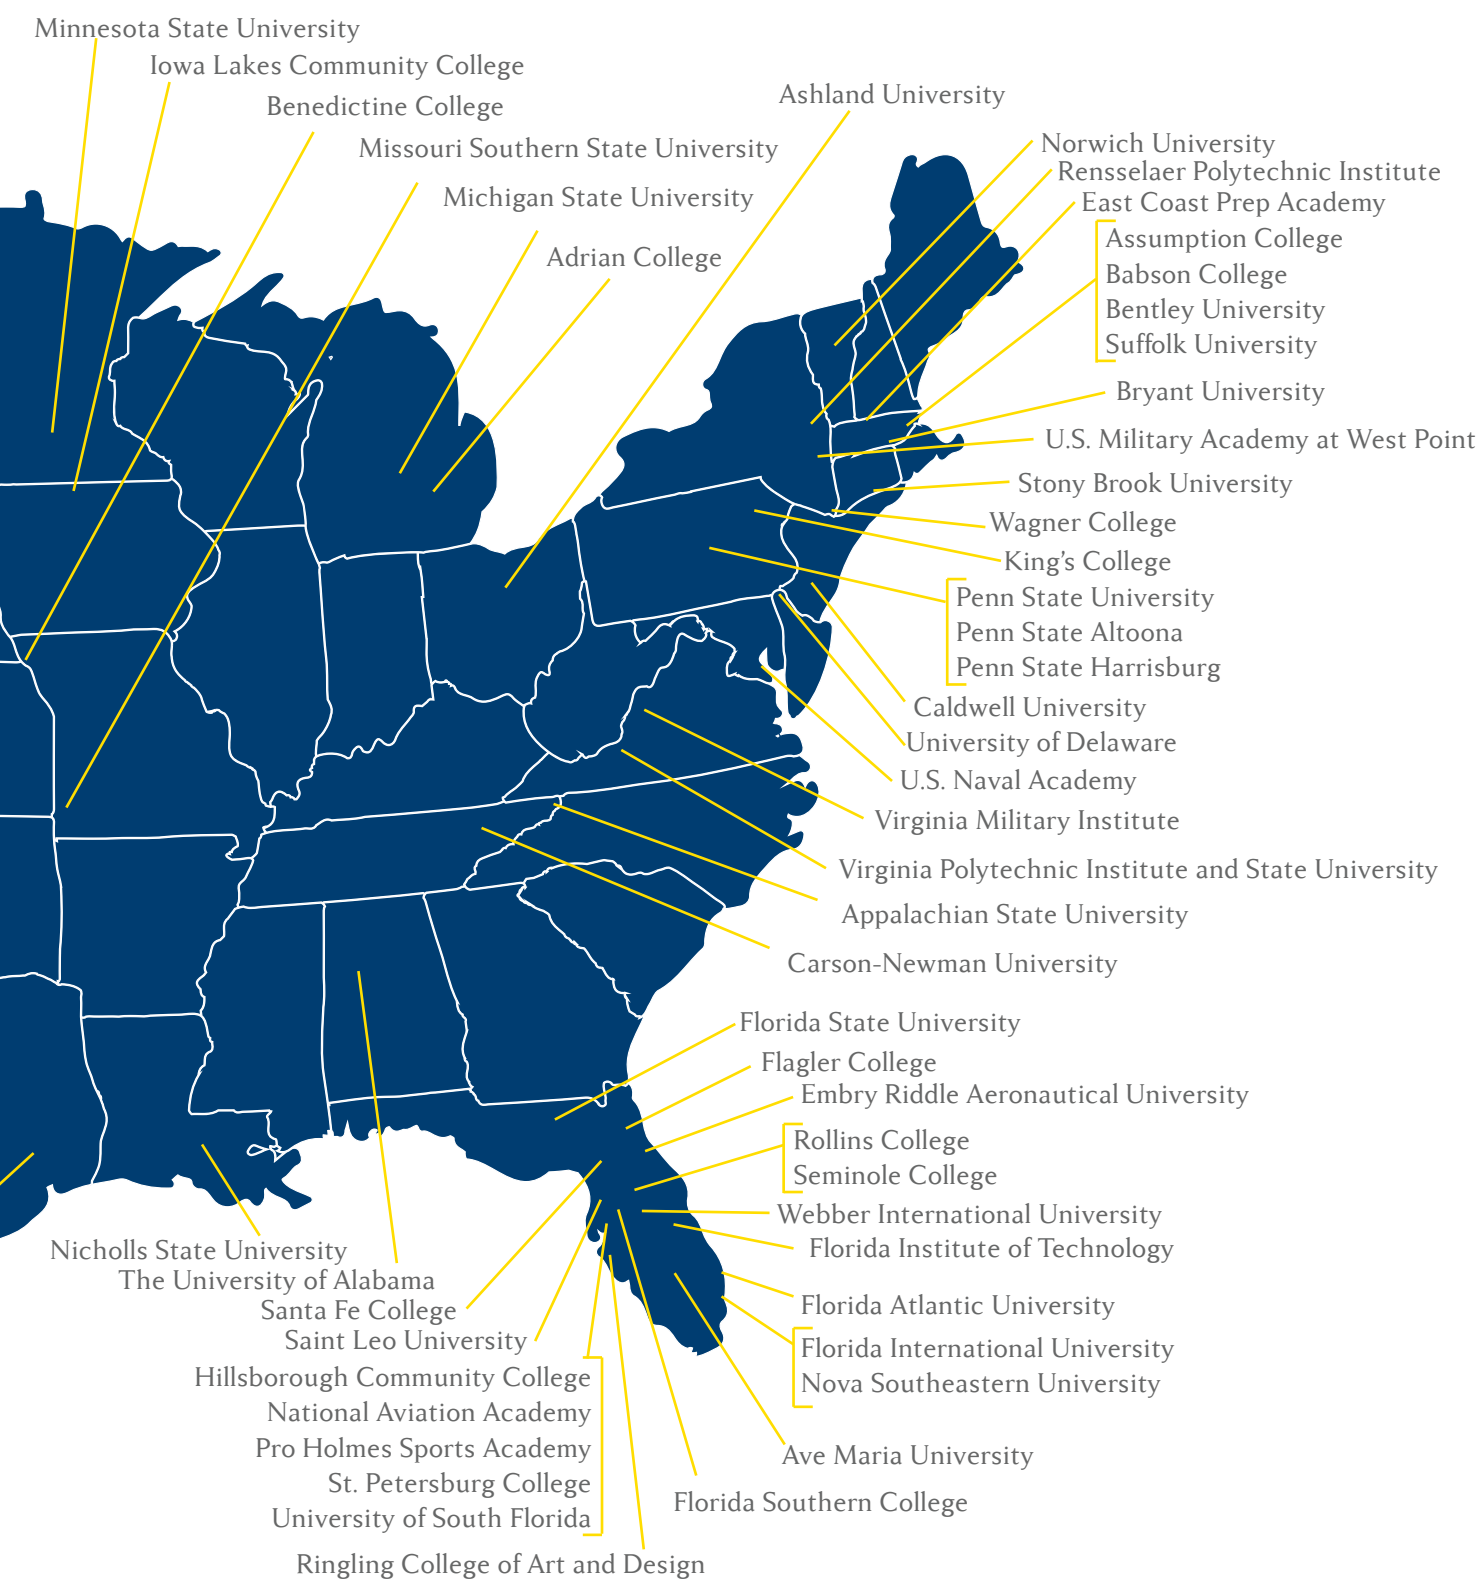 Minnesota State University
Iowa Lakes Community College
Benedictine College
Missouri Southern State University
Michigan State University
Adrian College
Ashland University
Norwich University
Rensselaer Polytechnic Institute
East Coast Prep Academy
Assumption College
Babson College
Bentley University
Suffolk University
Bryant University
U.S. Military Academy at West Point
Stony Brook University
Wagner College
King's College
Penn State University
Penn State Altoona
Penn State Harrisburg
Caldwell University
University of Delaware
U.S. Naval Academy
Virginia Military Institute
Virginia Polytechnic Institute and State University
Appalachian State University
Carson-Newman University
Florida State University
Flagler College
Embry Riddle Aeronautical University
Rollins College
Seminole College
Webber International University
Florida Institute of Technology
Florida Atlantic University
Florida International University
Nova Southeastern University
Ave Maria University
Florida Southern College
Nicholls State University
The University of Alabama
Santa Fe College
Saint Leo University
Hillsborough Community College
National Aviation Academy
Pro Holmes Sports Academy
St. Petersburg College
University of South Florida
Ringling College of Art and Design